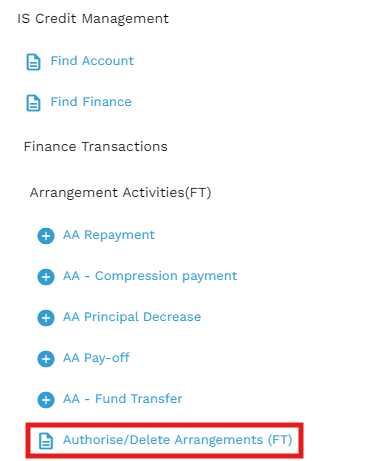 IS Credit Management
Find Account
Find Finance
Finance Transactions
Arrangement Activities(FT)
AA Repayment
AA - Compression payment
AA Principal Decrease
AA Pay-off
AA - Fund Transfer
Authorise/Delete Arrangements (FT)